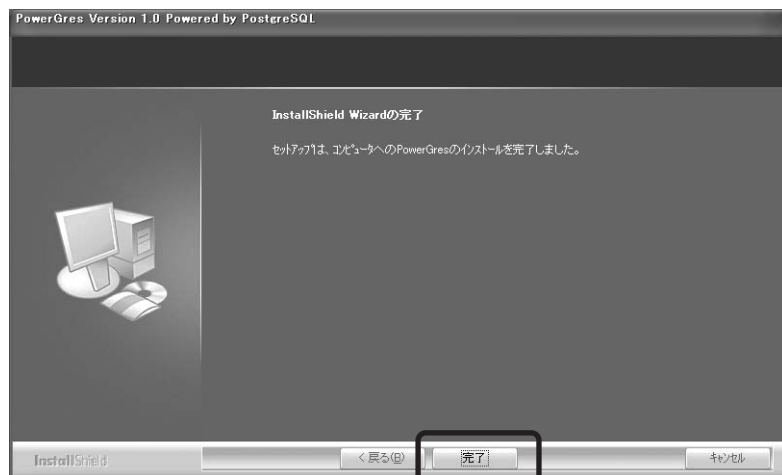 PowerGres Version 1.0 Powered by PostgreSQL
InstallShield Wizardの完了
セットアップは、コンピュータへのPowerGresのインストールを完了しました。
InstallShield
< 戻る(B)
完了
キャンセル